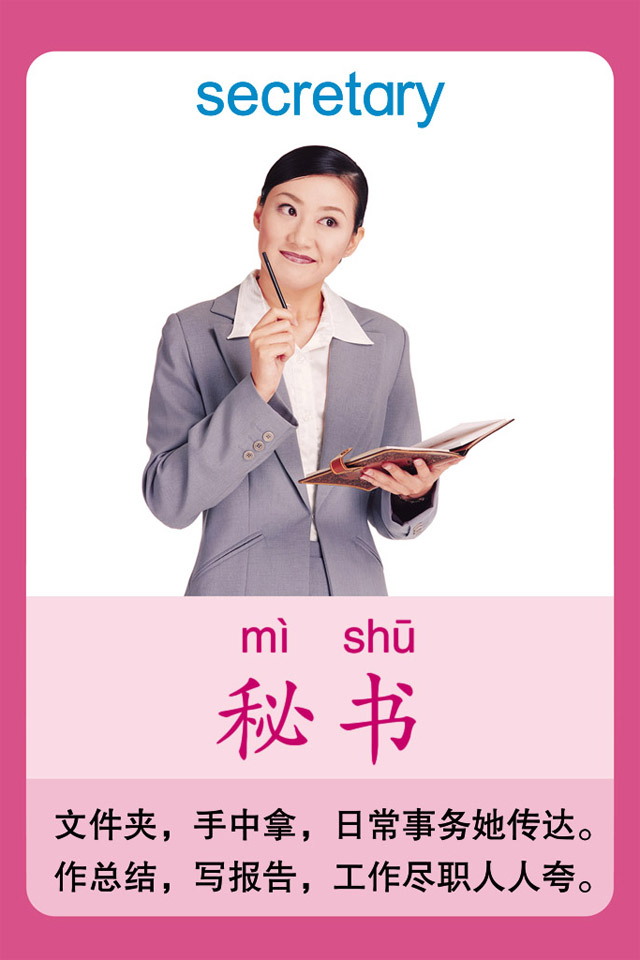 secretary
mì shū
秘书
文件夹，手中拿，日常事务她传达。
作总结，写报告，工作尽职人人夸。